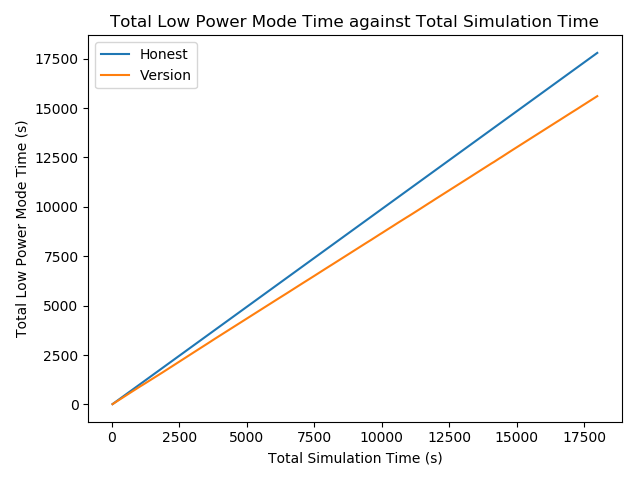 Total Low Power Mode Time against Total Simulation Time
Honest
Version
Total Low Power Mode Time (s)
17500
15000
12500
10000
7500
5000
2500
0
0 2500 5000 7500 10000 12500 15000 17500
Total Simulation Time (s)